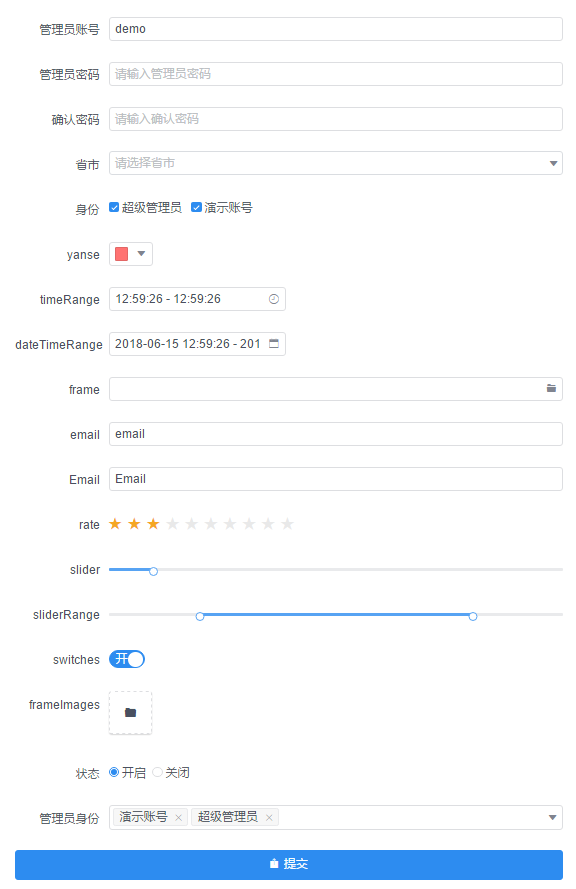 管理员账号 demo
管理员密码 请输入管理员密码
确认密码 请输入确认密码
省市 请选择省市
身份 超级管理员 演示账号
yanse
timeRange 12:59:26 - 12:59:26
dateTimeRange 2018-06-15 12:59:26 - 201
frame
email email
Email Email
rate
slider
sliderRange
switches 开
frameImages
状态 开启 关闭
管理员身份 演示账号 超级管理员
提交